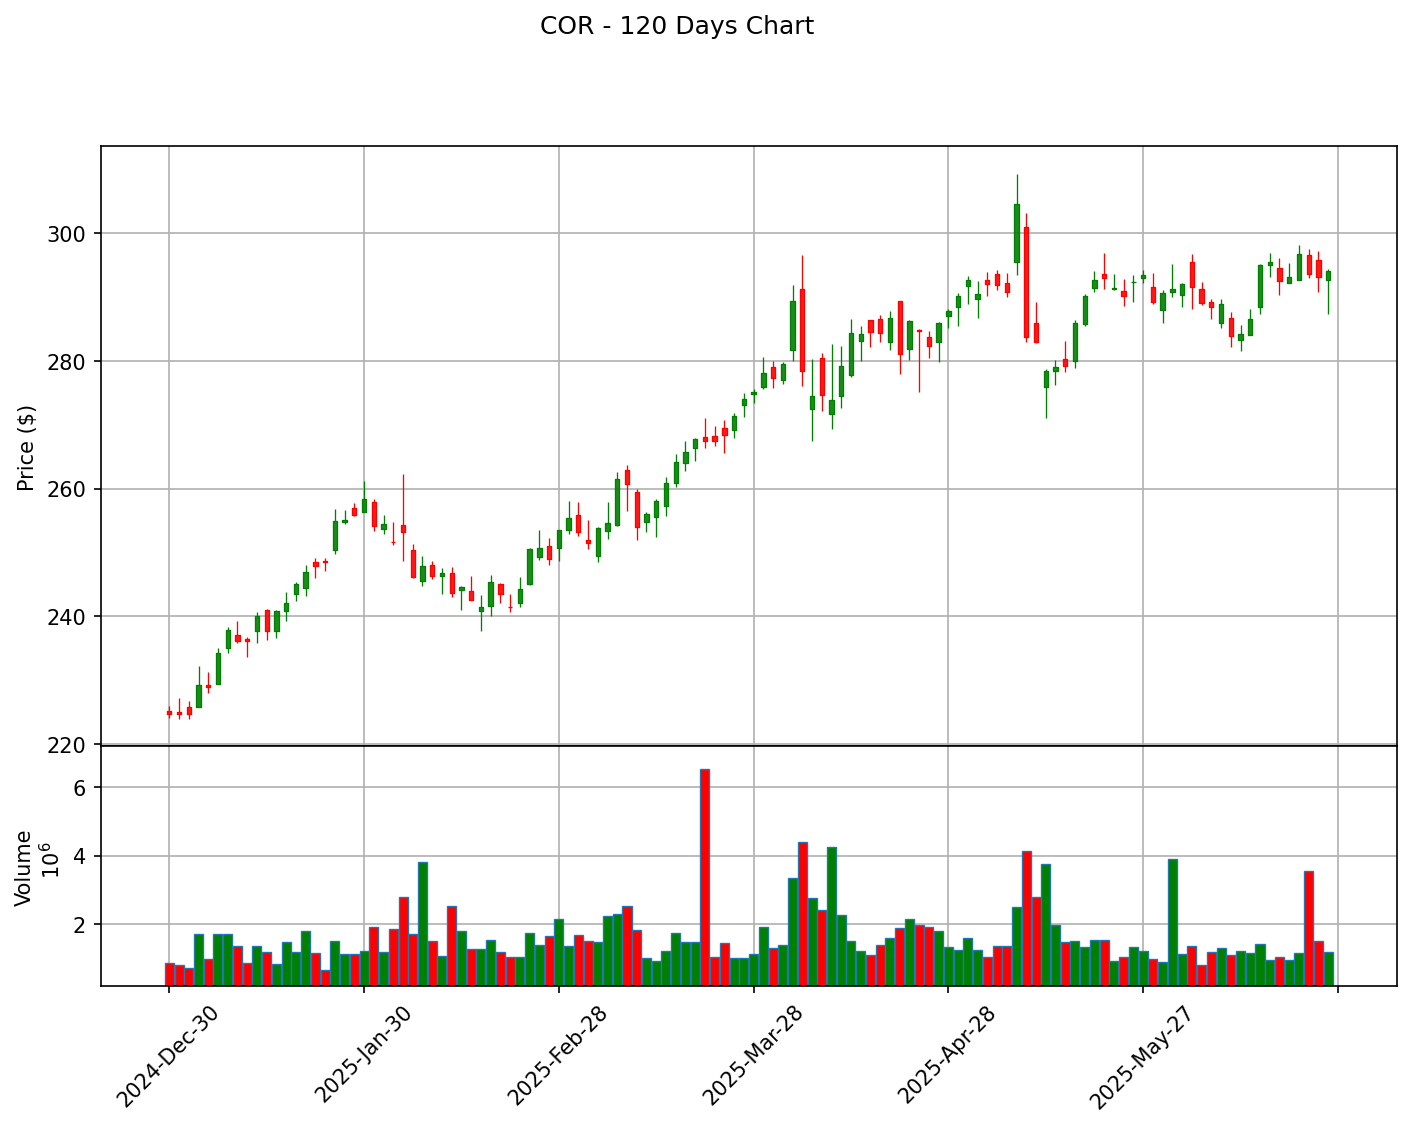 COR - 120 Days Chart
Price ($)
300
280
260
240
220
Volume
10^6
6
4
2
2024-Dec-30
2025-Jan-30
2025-Feb-28
2025-Mar-28
2025-Apr-28
2025-May-27